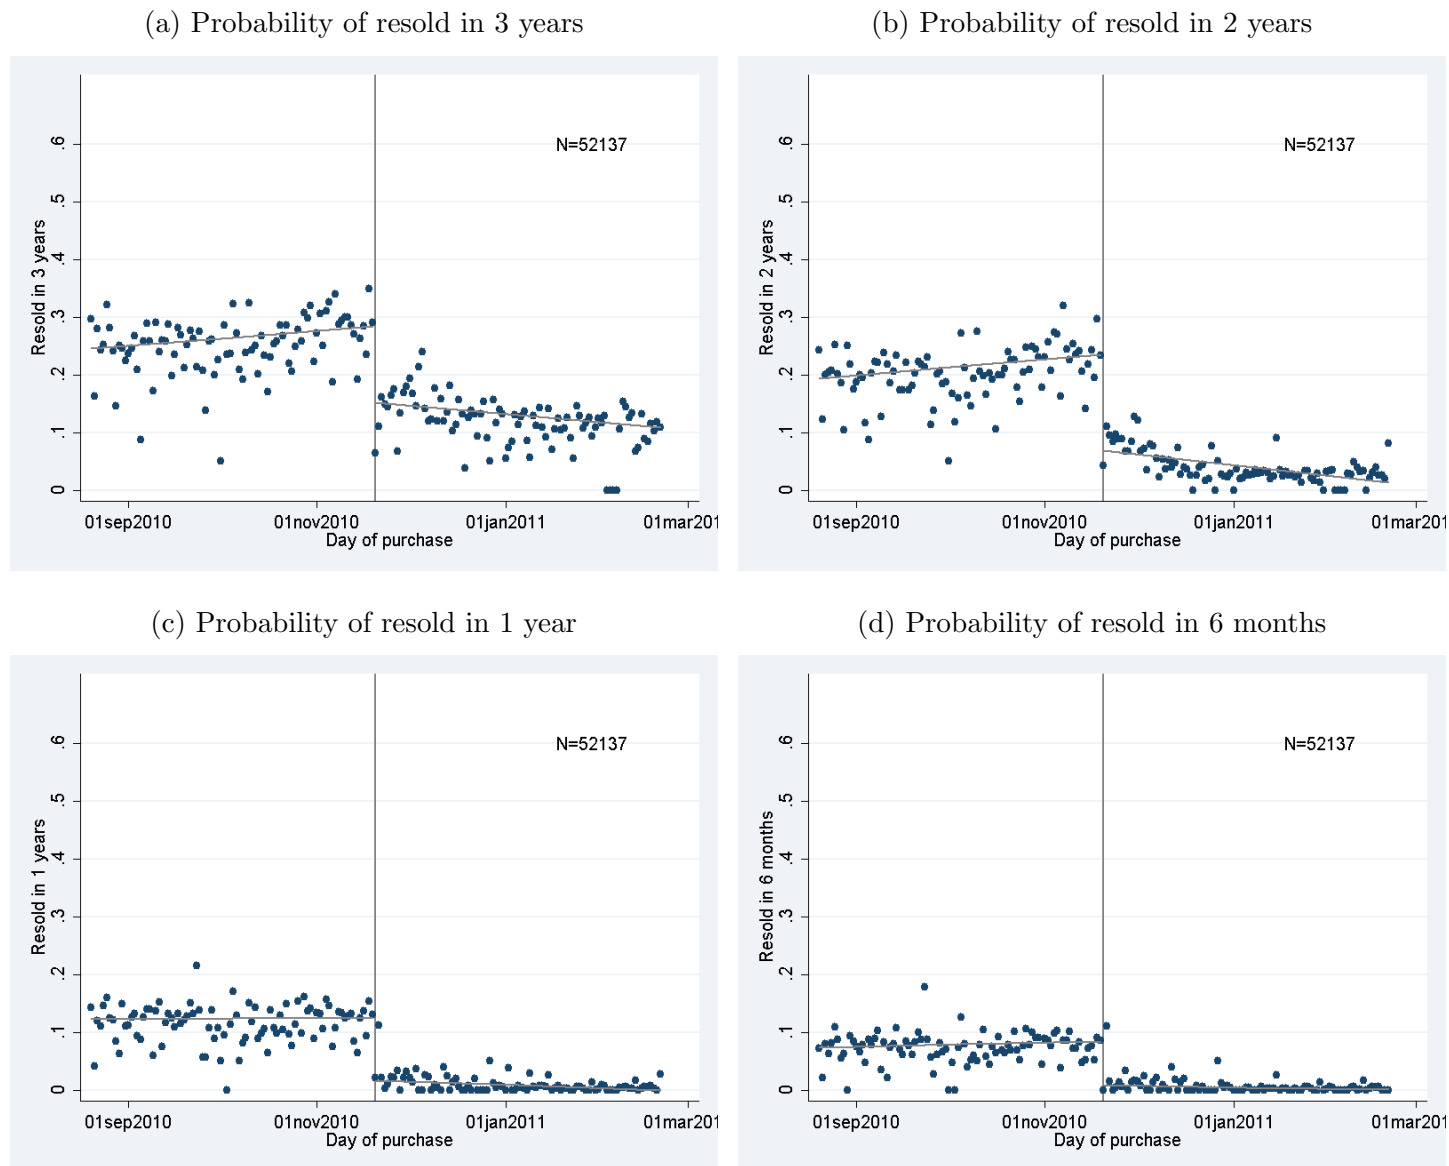 (a) Probability of resold in 3 years
(b) Probability of resold in 2 years
Resold in 3 years
0 .1 .2 .3 .4 .5 .6
N=52137
01sep2010 01nov2010 01jan2011 01mar201
Day of purchase
Resold in 2 years
0 .1 .2 .3 .4 .5 .6
N=52137
01sep2010 01nov2010 01jan2011 01mar201
Day of purchase
(c) Probability of resold in 1 year
(d) Probability of resold in 6 months
Resold in 1 years
0 .1 .2 .3 .4 .5 .6
N=52137
01sep2010 01nov2010 01jan2011 01mar201
Day of purchase
Resold in 6 months
0 .1 .2 .3 .4 .5 .6
N=52137
01sep2010 01nov2010 01jan2011 01mar201
Day of purchase